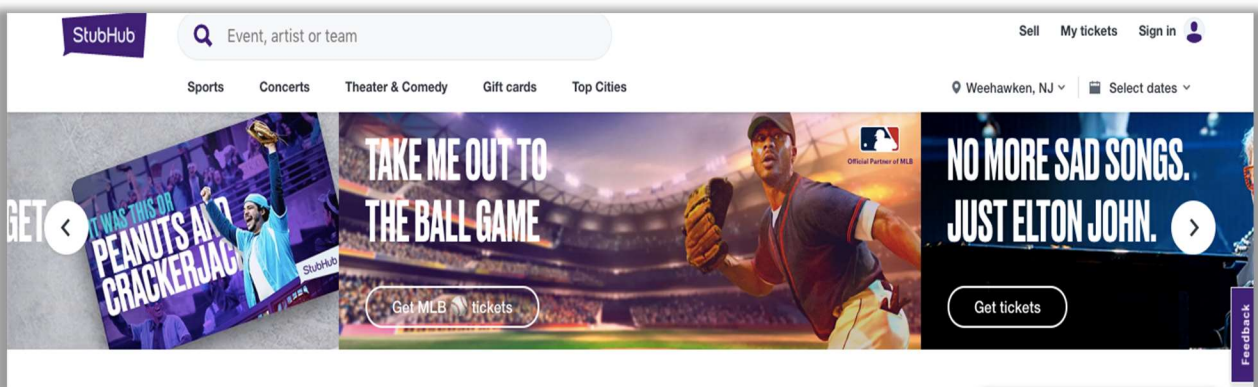 StubHub
Event, artist or team
Sell My tickets Sign in
Sports Concerts Theater & Comedy Gift cards Top Cities
Weehawken, NJ Select dates
GET
IT WAS THIS OR
PEANUTS AND
CRACKERJAC
StubHub
TAKE ME OUT TO
THE BALL GAME
Get MLB tickets
Official Partner of MLB
NO MORE SAD SONGS.
JUST ELTON JOHN.
Get tickets
Feedback